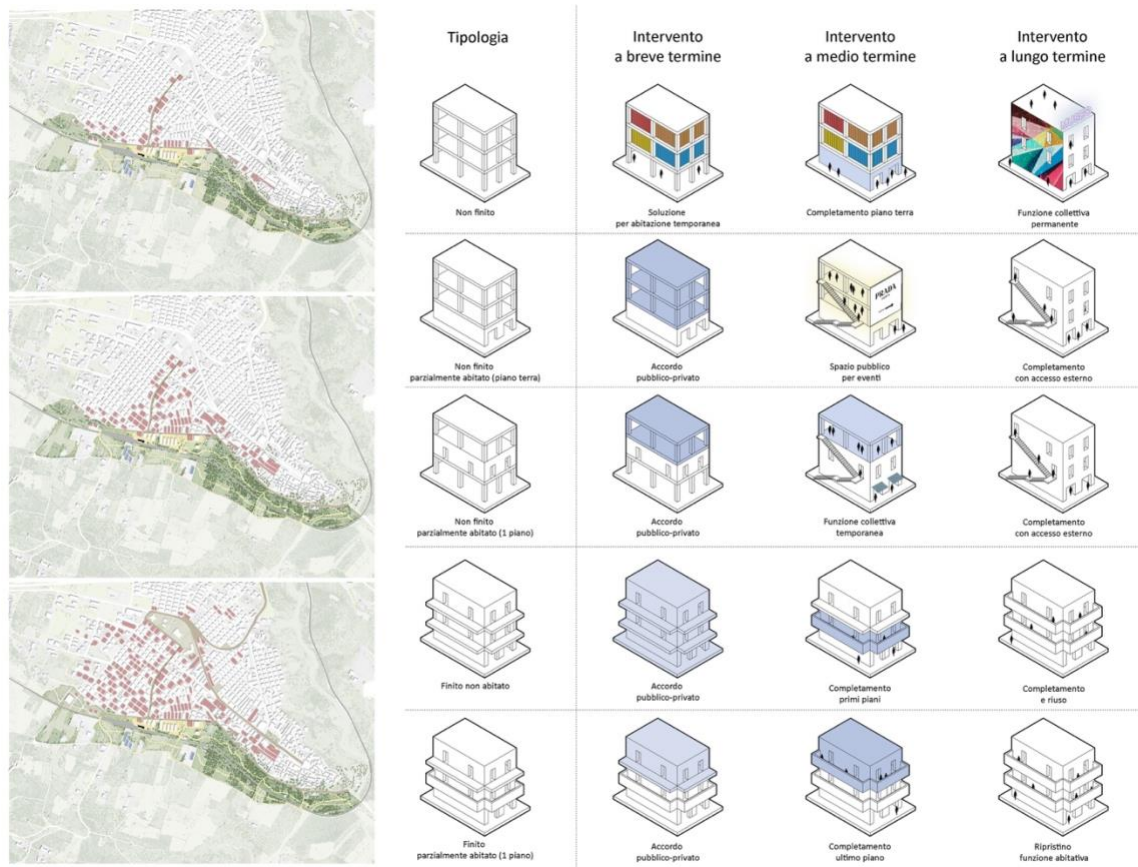 Tipologia
Intervento
a breve termine
Intervento
a medio termine
Intervento
a lungo termine
Non finito
Soluzione
per abitazione temporanea
Completamento piano terra
Funzione collettiva
permanente
PRADA
Non finito
parzialmente abitato (piano terra)
Accordo
pubblico-privato
Spazio pubblico
per eventi
Completamento
con accesso esterno
Non finito
parzialmente abitato (1 piano)
Accordo
pubblico-privato
Funzione collettiva
temporanea
Completamento
con accesso esterno
Finito non abitato
Accordo
pubblico-privato
Completamento
primi piani
Completamento
e riuso
Finito
parzialmente abitato (1 piano)
Accordo
pubblico-privato
Completamento
ultimo piano
Ripristino
funzione abitativa